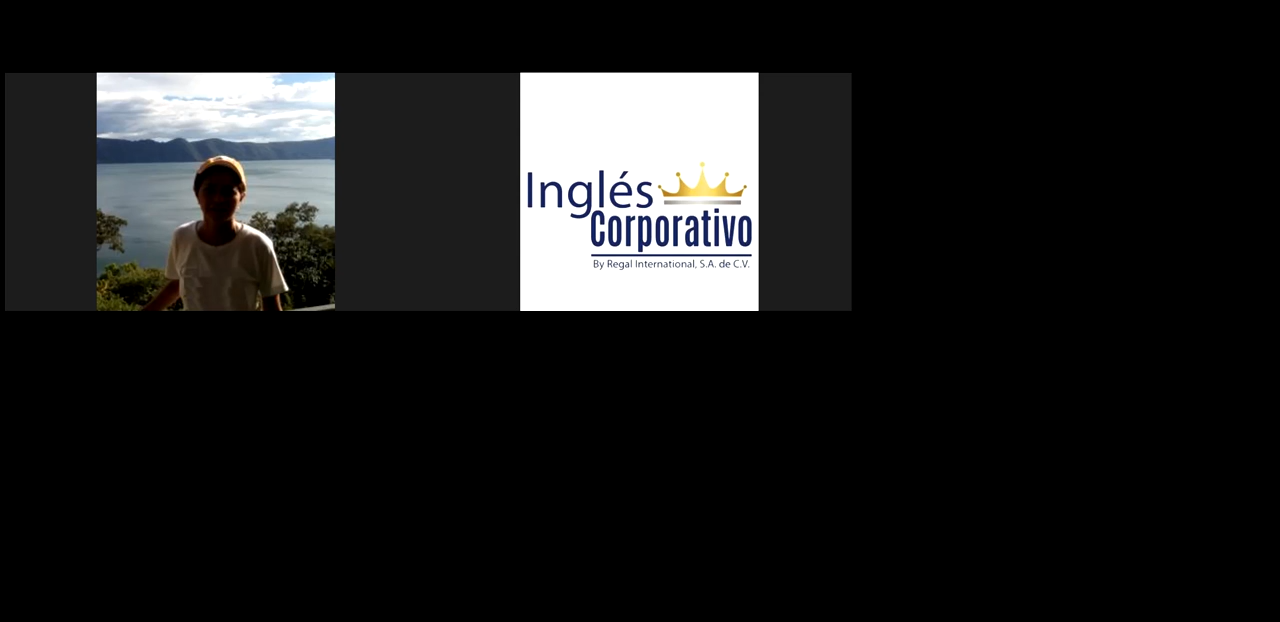 Inglés
Corporativo
By Regal International, S.A. de C.V.